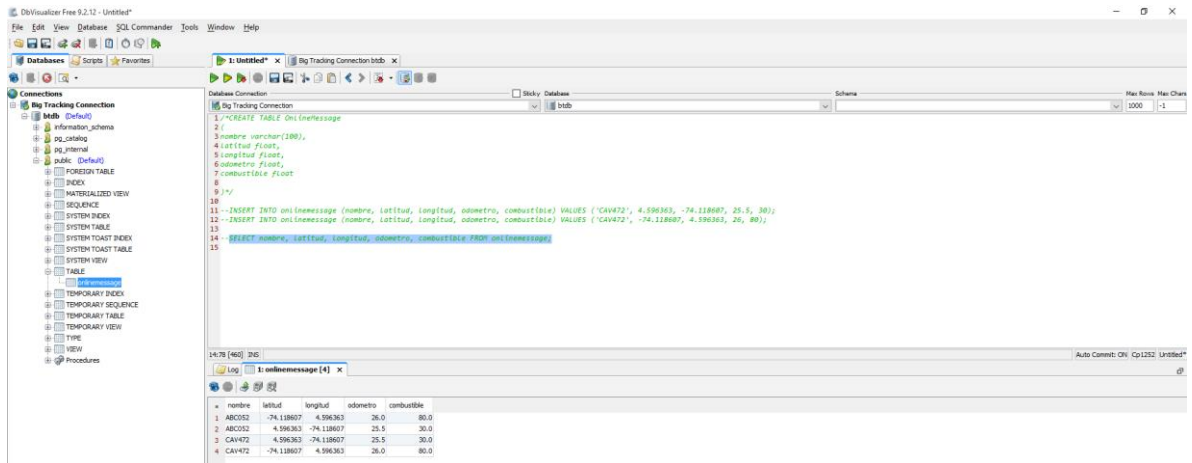 DbVisualizer Free 9.2.12 - Untitled*
File Edit View Database SQL Commander Tools Window Help
Databases Scripts Favorites
1: Untitled* x Big Tracking Connection btdb x
Connections
Big Tracking Connection
btdb (Default)
information_schema
pg_catalog
pg_internal
public (Default)
FOREIGN TABLE
INDEX
MATERIALIZED VIEW
SEQUENCE
SYSTEM INDEX
SYSTEM TABLE
SYSTEM TOAST INDEX
SYSTEM TOAST TABLE
SYSTEM VIEW
TABLE
onlinemessage
TEMPORARY INDEX
TEMPORARY SEQUENCE
TEMPORARY TABLE
TEMPORARY VIEW
TYPE
VIEW
Procedures
Database Connection Sticky Database Schema Max Rows Max Chars
Big Tracking Connection btdb 1000 -1
1 /*CREATE TABLE OnlineMessage
2 (
3 nombre varchar(100),
4 latitud float,
5 longitud float,
6 odometro float,
7 combustible float
8
9 )*/
10
11 --INSERT INTO onlinemessage (nombre, latitud, longitud, odometro, combustible) VALUES ('CAV472', 4.596363, -74.118607, 25.5, 30);
12 --INSERT INTO onlinemessage (nombre, latitud, longitud, odometro, combustible) VALUES ('CAV472', -74.118607, 4.596363, 26, 80);
13
14 --SELECT nombre, latitud, longitud, odometro, combustible FROM onlinemessage;
15
14:78 [460] INS Auto Commit: ON Cp1252 Untitled*
Log 1: onlinemessage [4] x
nombre latitud longitud odometro combustible
1 ABC052 -74.118607 4.596363 26.0 80.0
2 ABC052 4.596363 -74.118607 25.5 30.0
3 CAV472 4.596363 -74.118607 25.5 30.0
4 CAV472 -74.118607 4.596363 26.0 80.0